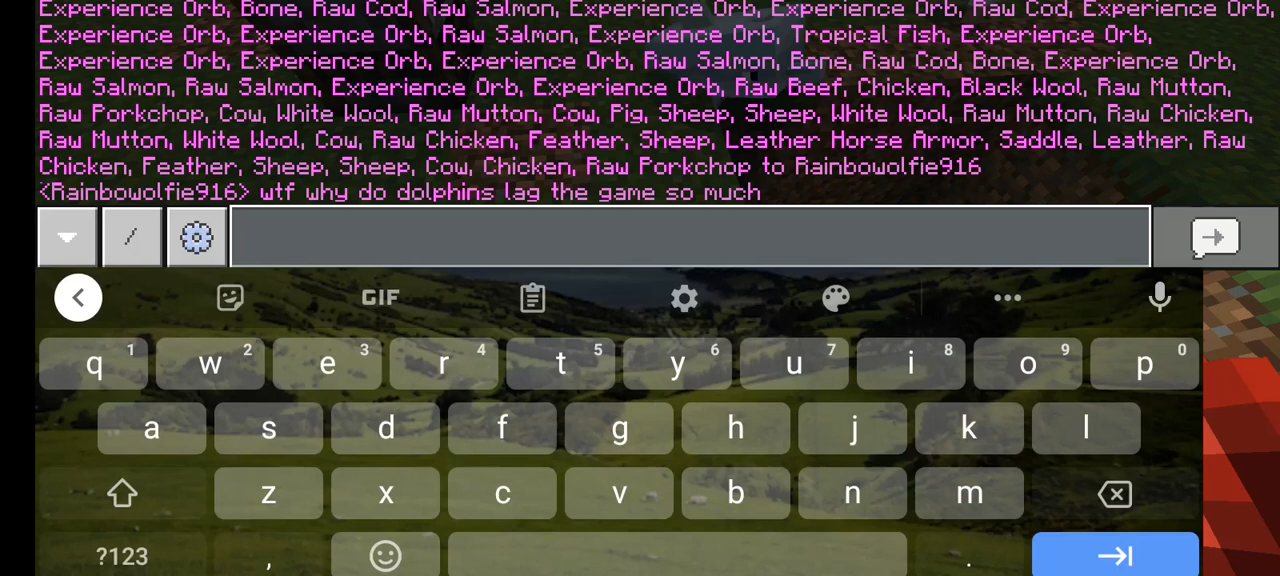 Experience Orb, Bone, Raw Cod, Raw Salmon, Experience Orb, Experience Orb, Raw Cod, Experience Orb,
Experience Orb, Experience Orb, Raw Salmon, Experience Orb, Tropical Fish, Experience Orb,
Experience Orb, Experience Orb, Experience Orb, Raw Salmon, Bone, Raw Cod, Bone, Experience Orb,
Raw Salmon, Raw Salmon, Experience Orb, Experience Orb, Raw Beef, Chicken, Black Wool, Raw Mutton,
Raw Porkchop, Cow, White Wool, Raw Mutton, Cow, Pig, Sheep, Sheep, White Wool, Raw Mutton, Raw Chicken,
Raw Mutton, White Wool, Cow, Raw Chicken, Feather, Sheep, Leather Horse Armor, Saddle, Leather, Raw
Chicken, Feather, Sheep, Sheep, Cow, Chicken, Raw Porkchop to Rainbowolfie916
<Rainbowolfie916> wtf why do dolphins lag the game so much
/
GIF
q 1 w 2 e 3 r 4 t 5 y 6 u 7 i 8 o 9 p 0
a s d f g h j k l
z x c v b n m
?123 , .